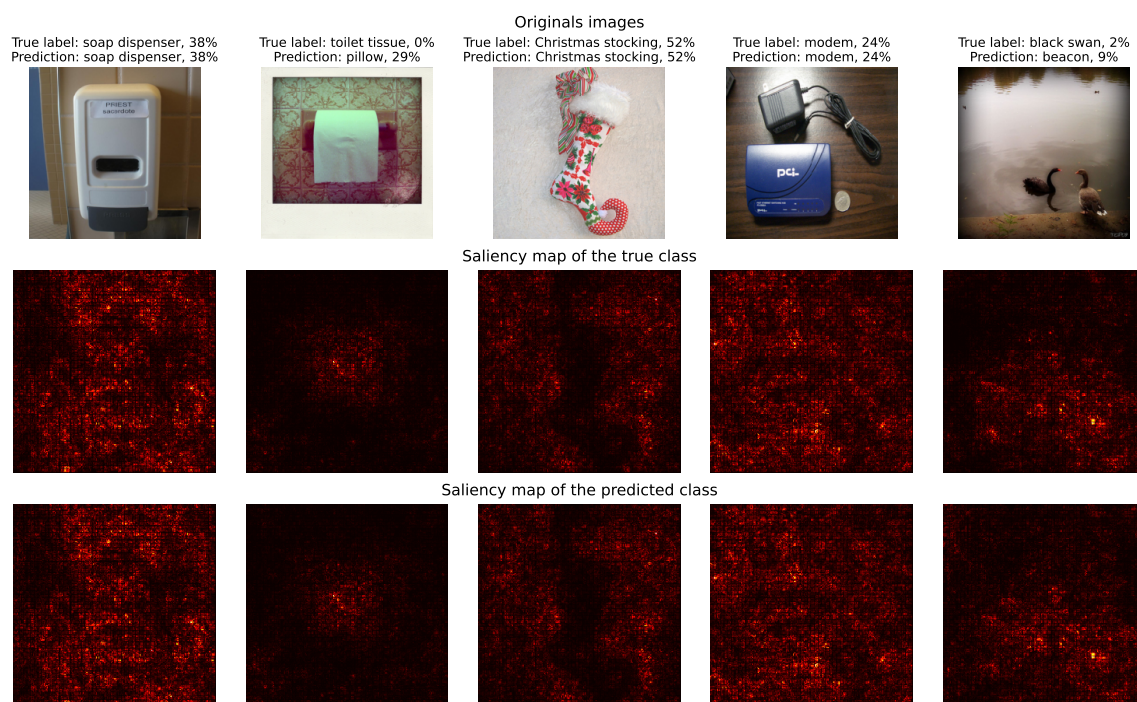 Originals images
True label: soap dispenser, 38%
Prediction: soap dispenser, 38%
True label: toilet tissue, 0%
Prediction: pillow, 29%
True label: Christmas stocking, 52%
Prediction: Christmas stocking, 52%
True label: modem, 24%
Prediction: modem, 24%
True label: black swan, 2%
Prediction: beacon, 9%
PRIEST
sacerdote
pci
Saliency map of the true class
Saliency map of the predicted class